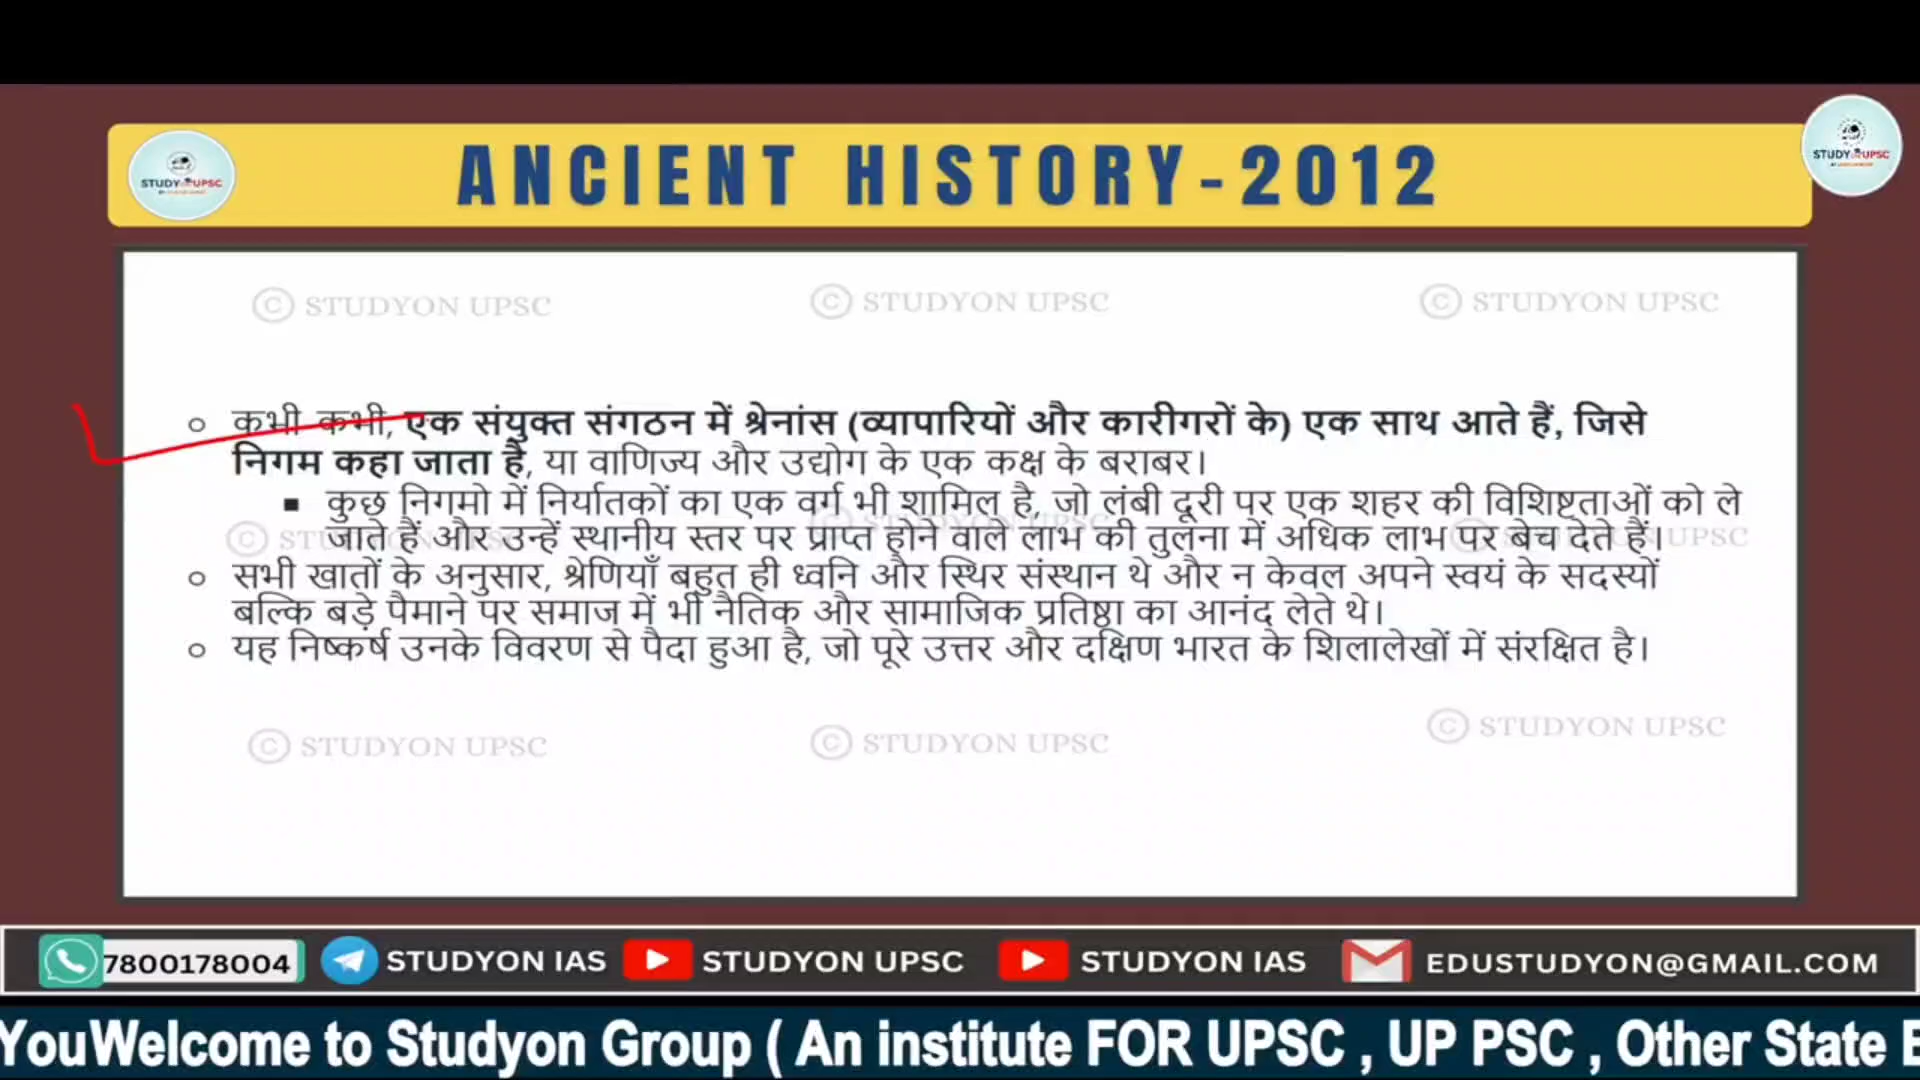 ANCIENT HISTORY-2012
STUDYON UPSC
STUDYON UPSC
© STUDYON UPSC
© STUDYON UPSC
© STUDYON UPSC
कभी कभी, एक संयुक्त संगठन में श्रेनांस (व्यापारियों और कारीगरों के) एक साथ आते हैं, जिसे
निगम कहा जाता है, या वाणिज्य और उद्योग के एक कक्ष के बराबर।
कुछ निगमो में निर्यातकों का एक वर्ग भी शामिल है, जो लंबी दूरी पर एक शहर की विशिष्टताओं को ले
जाते हैं और उन्हें स्थानीय स्तर पर प्राप्त होने वाले लाभ की तुलना में अधिक लाभ पर बेच देते हैं।
सभी खातों के अनुसार, श्रेणियाँ बहुत ही ध्वनि और स्थिर संस्थान थे और न केवल अपने स्वयं के सदस्यों
बल्कि बड़े पैमाने पर समाज में भी नैतिक और सामाजिक प्रतिष्ठा का आनंद लेते थे।
यह निष्कर्ष उनके विवरण से पैदा हुआ है, जो पूरे उत्तर और दक्षिण भारत के शिलालेखों में संरक्षित है।
© STUDYON UPSC
© STUDYON UPSC
© STUDYON UPSC
7800178004 STUDYON IAS STUDYON UPSC STUDYON IAS EDUSTUDYON@GMAIL.COM
YouWelcome to Studyon Group ( An institute FOR UPSC , UP PSC , Other State